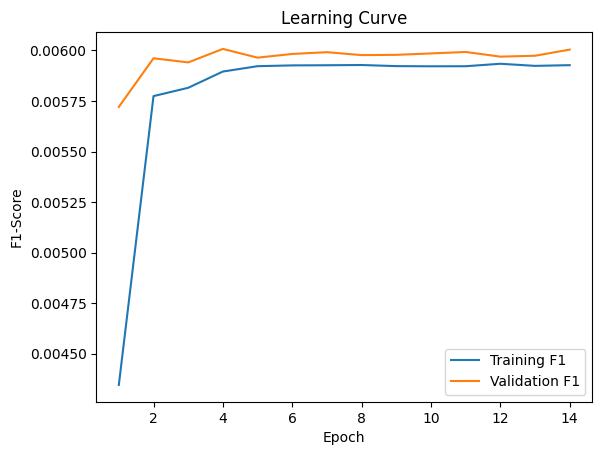 Learning Curve
0.00600
0.00575
0.00550
0.00525
0.00500
0.00475
0.00450
F1-Score
2 4 6 8 10 12 14
Epoch
Training F1
Validation F1